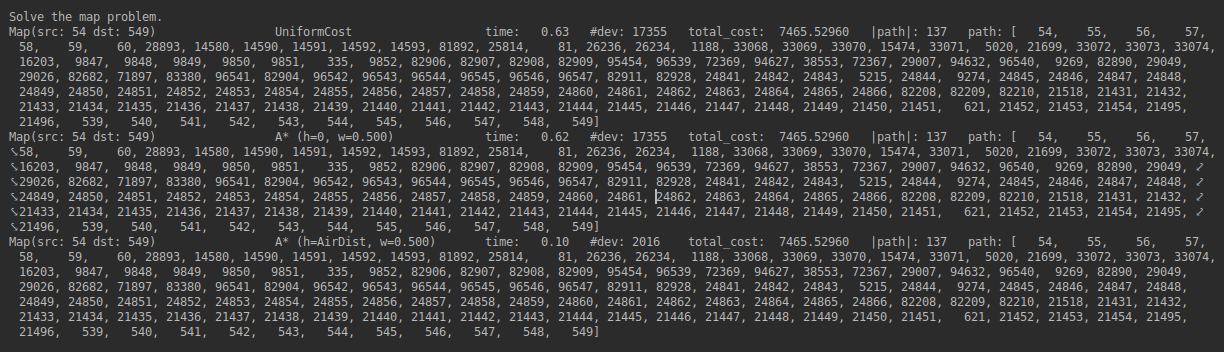 Solve the map problem.
Map(src: 54 dst: 549) UniformCost time: 0.63 #dev: 17355 total_cost: 7465.52960 |path|: 137 path: [ 54, 55, 56, 57,
58, 59, 60, 28893, 14580, 14590, 14591, 14592, 14593, 81892, 25814, 81, 26236, 26234, 1188, 33068, 33069, 33070, 15474, 33071, 5020, 21699, 33072, 33073, 33074,
16203, 9847, 9848, 9849, 9850, 9851, 335, 9852, 82906, 82907, 82908, 82909, 95454, 96539, 72369, 94627, 38553, 72367, 29007, 94632, 96540, 9269, 82890, 29049,
29026, 82682, 71897, 83380, 96541, 82904, 96542, 96543, 96544, 96545, 96546, 96547, 82911, 82928, 24841, 24842, 24843, 5215, 24844, 9274, 24845, 24846, 24847, 24848,
24849, 24850, 24851, 24852, 24853, 24854, 24855, 24856, 24857, 24858, 24859, 24860, 24861, 24862, 24863, 24864, 24865, 24866, 82208, 82209, 82210, 21518, 21431, 21432,
21433, 21434, 21435, 21436, 21437, 21438, 21439, 21440, 21441, 21442, 21443, 21444, 21445, 21446, 21447, 21448, 21449, 21450, 21451, 621, 21452, 21453, 21454, 21495,
21496, 539, 540, 541, 542, 543, 544, 545, 546, 547, 548, 549]
Map(src: 54 dst: 549) A* (h=0, w=0.500) time: 0.62 #dev: 17355 total_cost: 7465.52960 |path|: 137 path: [ 54, 55, 56, 57,
58, 59, 60, 28893, 14580, 14590, 14591, 14592, 14593, 81892, 25814, 81, 26236, 26234, 1188, 33068, 33069, 33070, 15474, 33071, 5020, 21699, 33072, 33073, 33074,
16203, 9847, 9848, 9849, 9850, 9851, 335, 9852, 82906, 82907, 82908, 82909, 95454, 96539, 72369, 94627, 38553, 72367, 29007, 94632, 96540, 9269, 82890, 29049,
29026, 82682, 71897, 83380, 96541, 82904, 96542, 96543, 96544, 96545, 96546, 96547, 82911, 82928, 24841, 24842, 24843, 5215, 24844, 9274, 24845, 24846, 24847, 24848,
24849, 24850, 24851, 24852, 24853, 24854, 24855, 24856, 24857, 24858, 24859, 24860, 24861, 24862, 24863, 24864, 24865, 24866, 82208, 82209, 82210, 21518, 21431, 21432,
21433, 21434, 21435, 21436, 21437, 21438, 21439, 21440, 21441, 21442, 21443, 21444, 21445, 21446, 21447, 21448, 21449, 21450, 21451, 621, 21452, 21453, 21454, 21495,
21496, 539, 540, 541, 542, 543, 544, 545, 546, 547, 548, 549]
Map(src: 54 dst: 549) A* (h=AirDist, w=0.500) time: 0.10 #dev: 2016 total_cost: 7465.52960 |path|: 137 path: [ 54, 55, 56, 57,
58, 59, 60, 28893, 14580, 14590, 14591, 14592, 14593, 81892, 25814, 81, 26236, 26234, 1188, 33068, 33069, 33070, 15474, 33071, 5020, 21699, 33072, 33073, 33074,
16203, 9847, 9848, 9849, 9850, 9851, 335, 9852, 82906, 82907, 82908, 82909, 95454, 96539, 72369, 94627, 38553, 72367, 29007, 94632, 96540, 9269, 82890, 29049,
29026, 82682, 71897, 83380, 96541, 82904, 96542, 96543, 96544, 96545, 96546, 96547, 82911, 82928, 24841, 24842, 24843, 5215, 24844, 9274, 24845, 24846, 24847, 24848,
24849, 24850, 24851, 24852, 24853, 24854, 24855, 24856, 24857, 24858, 24859, 24860, 24861, 24862, 24863, 24864, 24865, 24866, 82208, 82209, 82210, 21518, 21431, 21432,
21433, 21434, 21435, 21436, 21437, 21438, 21439, 21440, 21441, 21442, 21443, 21444, 21445, 21446, 21447, 21448, 21449, 21450, 21451, 621, 21452, 21453, 21454, 21495,
21496, 539, 540, 541, 542, 543, 544, 545, 546, 547, 548, 549]